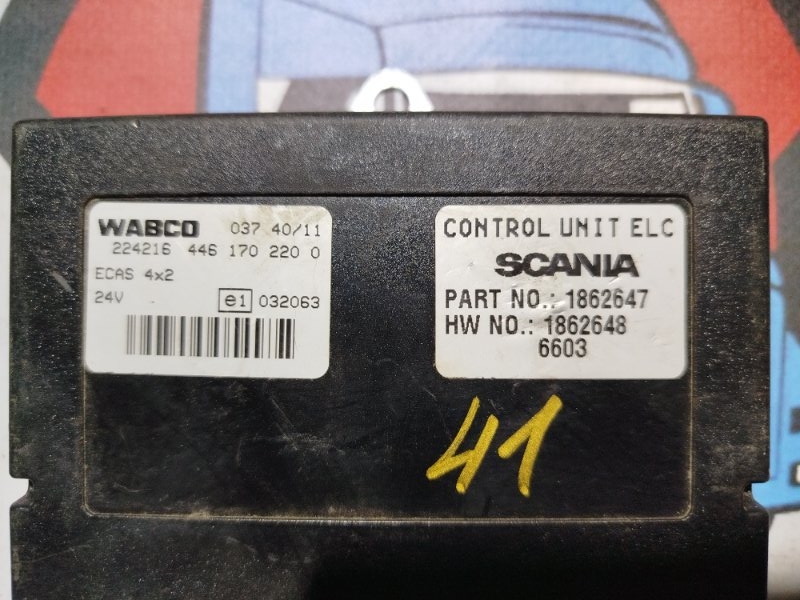 WABCO 037 40/11
224216 446 170 220 0
ECAS 4x2
24V e1 032063
CONTROL UNIT ELC
SCANIA
PART NO.: 1862647
HW NO.: 1862648
6603
41